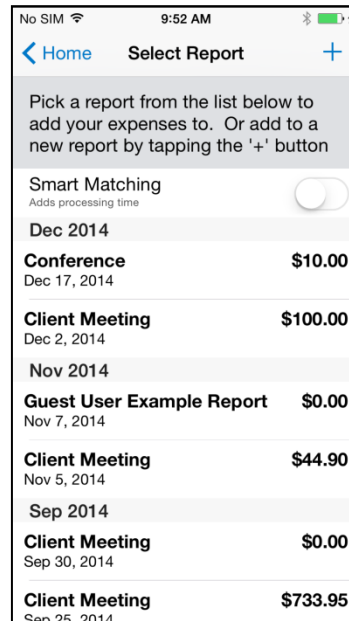 No SIM 9:52 AM
Home Select Report +
Pick a report from the list below to
add your expenses to. Or add to a
new report by tapping the '+' button
Smart Matching
Adds processing time
Dec 2014
Conference $10.00
Dec 17, 2014
Client Meeting $100.00
Dec 2, 2014
Nov 2014
Guest User Example Report $0.00
Nov 7, 2014
Client Meeting $44.90
Nov 5, 2014
Sep 2014
Client Meeting $0.00
Sep 30, 2014
Client Meeting $733.95
Sep 25, 2014